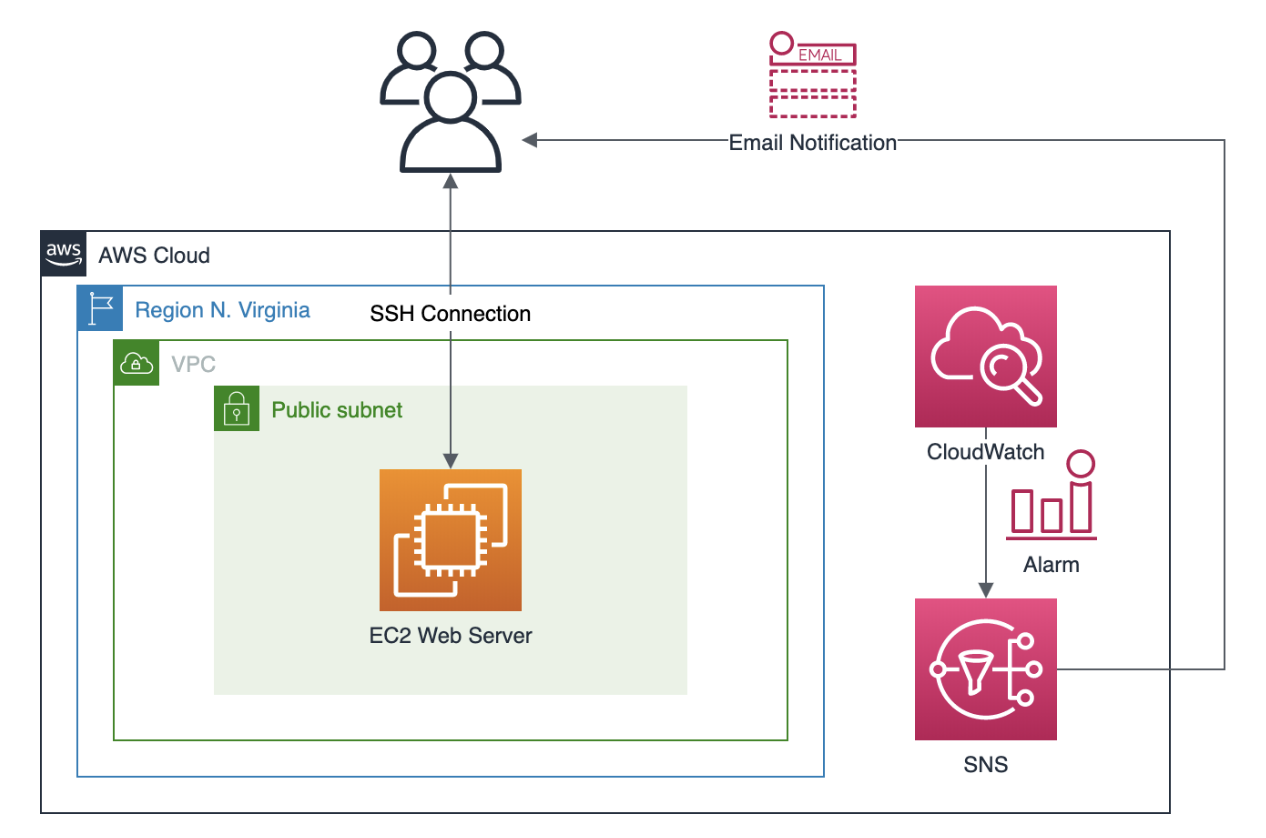 EMAIL
Email Notification
aws
AWS Cloud
Region N. Virginia
SSH Connection
VPC
Public subnet
CloudWatch
Alarm
EC2 Web Server
SNS